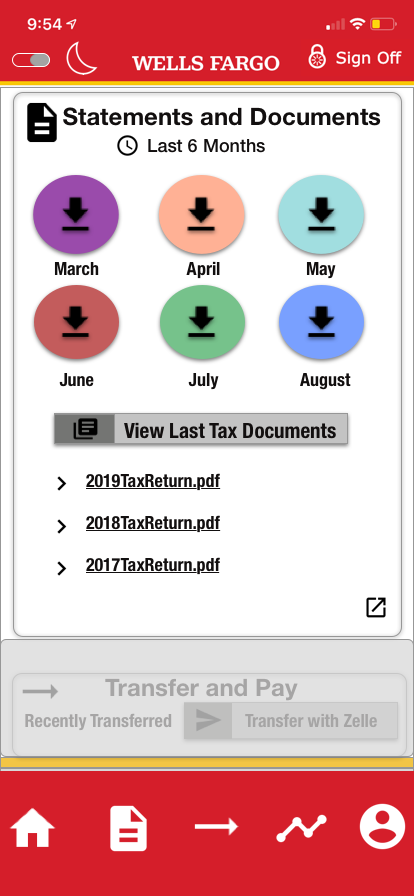 9:54
WELLS FARGO
Sign Off
Statements and Documents
Last 6 Months
March
April
May
June
July
August
View Last Tax Documents
2019TaxReturn.pdf
2018TaxReturn.pdf
2017TaxReturn.pdf
Transfer and Pay
Recently Transferred
Transfer with Zelle